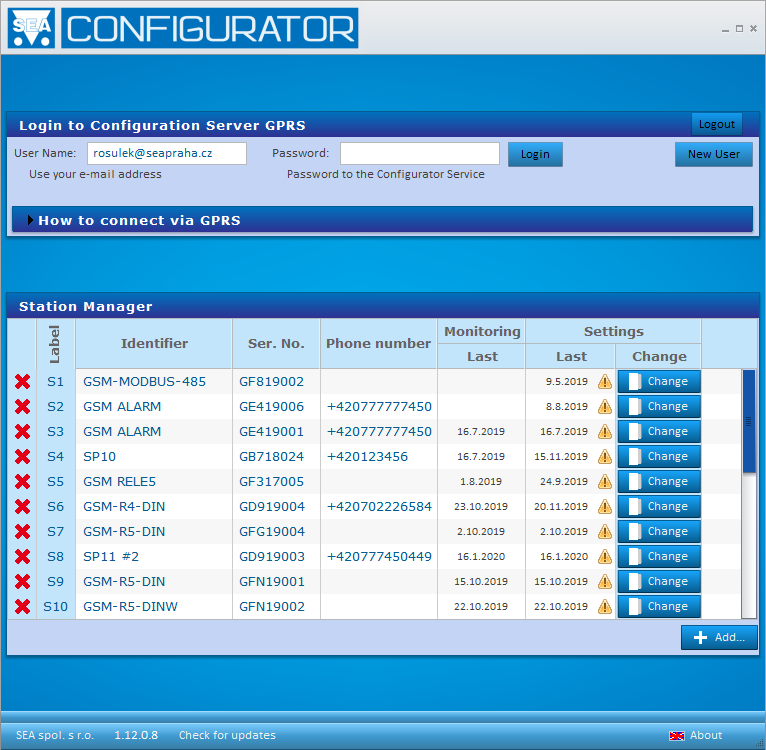 SEA CONFIGURATOR
Login to Configuration Server GPRS Logout
User Name: rosulek@seapraha.cz Password: Login New User
Use your e-mail address Password to the Configurator Service
How to connect via GPRS
Station Manager
Label Identifier Ser. No. Phone number Monitoring Settings
Last Last Change
S1 GSM-MODBUS-485 GF819002 9.5.2019 Change
S2 GSM ALARM GE419006 +420777777450 8.8.2019 Change
S3 GSM ALARM GE419001 +420777777450 16.7.2019 16.7.2019 Change
S4 SP10 GB718024 +420123456 16.7.2019 15.11.2019 Change
S5 GSM RELE5 GF317005 1.8.2019 24.9.2019 Change
S6 GSM-R4-DIN GD919004 +420702226584 23.10.2019 20.11.2019 Change
S7 GSM-R5-DIN GFG19004 2.10.2019 2.10.2019 Change
S8 SP11 #2 GD919003 +420777450449 16.1.2020 16.1.2020 Change
S9 GSM-R5-DIN GFN19001 15.10.2019 15.10.2019 Change
S10 GSM-R5-DINW GFN19002 22.10.2019 22.10.2019 Change
Add...
SEA spol. s r.o. 1.12.0.8 Check for updates About